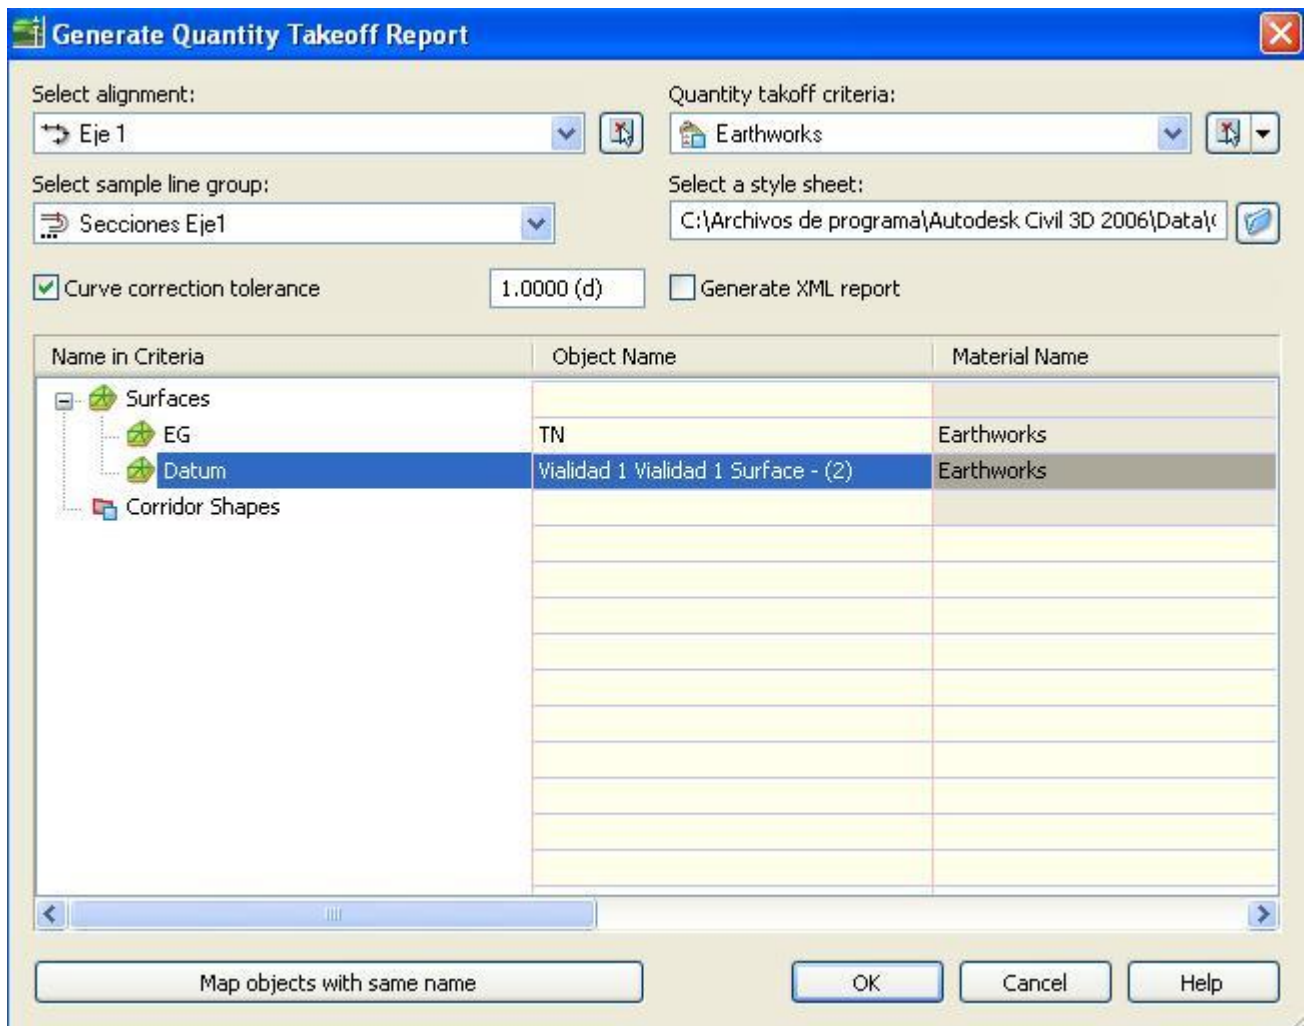 Generate Quantity Takeoff Report
Select alignment:
Quantity takoff criteria:
Eje 1
Earthworks
Select sample line group:
Select a style sheet:
Secciones Eje1
C:\Archivos de programa\Autodesk Civil 3D 2006\Data\
Curve correction tolerance
1.0000 (d)
Generate XML report
Name in Criteria
Object Name
Material Name
Surfaces
EG
TN
Earthworks
Datum
Vialidad 1 Vialidad 1 Surface - (2)
Earthworks
Corridor Shapes
Map objects with same name
OK
Cancel
Help